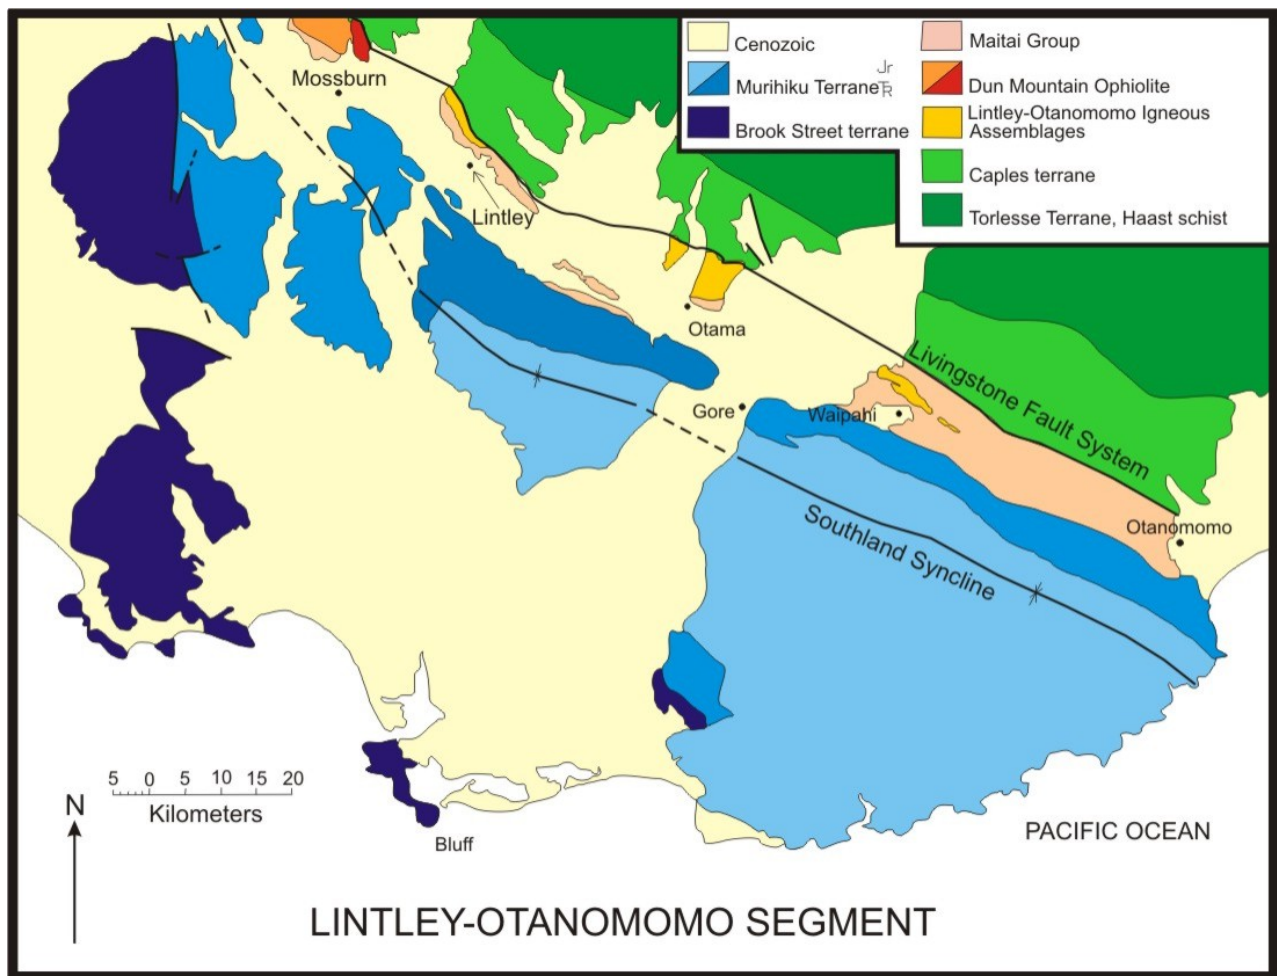 Cenozoic
Murihiku Terrane
Jr
TR
Brook Street terrane
Maitai Group
Dun Mountain Ophiolite
Lintley-Otanomomo Igneous
Assemblages
Caples terrane
Torlesse Terrane, Haast schist
Mossburn
Lintley
Otama
Livingstone Fault System
Gore
Waipahi
Otanomomo
Southland Syncline
5 0 5 10 15 20
Kilometers
N
Bluff
PACIFIC OCEAN
LINTLEY-OTANOMOMO SEGMENT